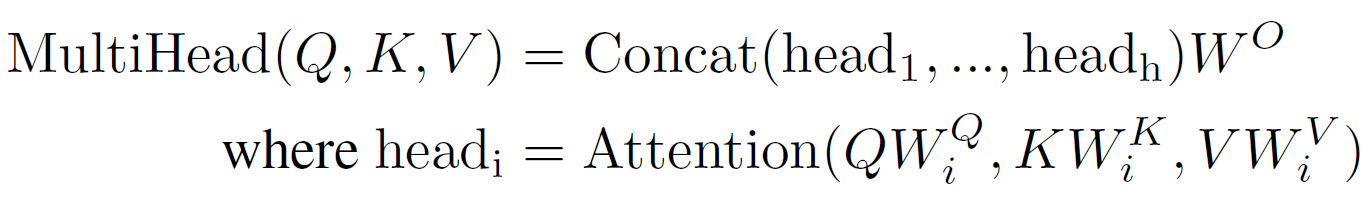 MultiHead(Q, K, V) = Concat(head₁, ..., headₕ)W^O
where headᵢ = Attention(QWᵢ^Q, KWᵢ^K, VWᵢ^V)